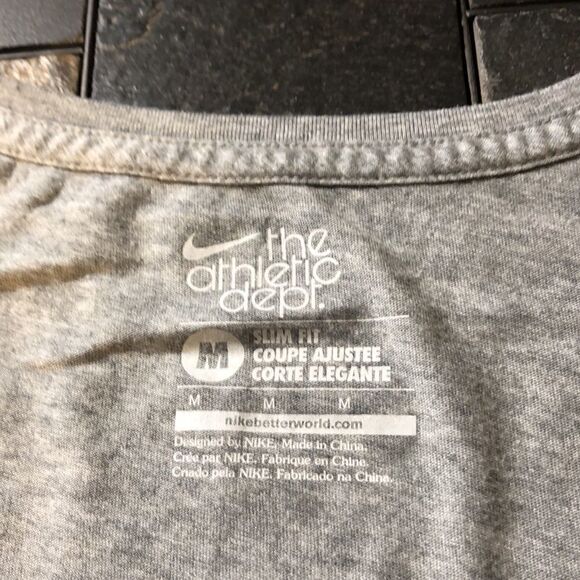 the
athletic
dept.
M
SLIM FIT
COUPE AJUSTEE
CORTE ELEGANTE
M M M
nikebetterworld.com
Designed by NIKE. Made in China.
Créé par NIKE. Fabrique en Chine.
Criado pela NIKE. Fabricado na China.